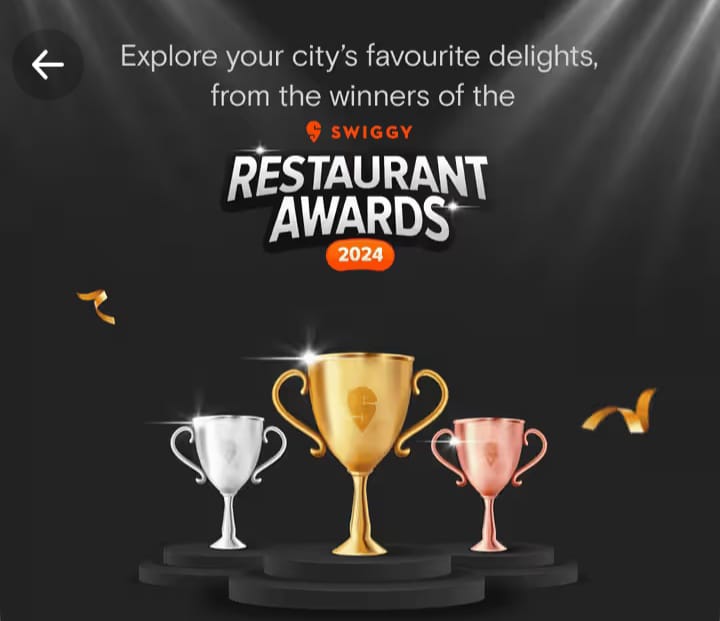 Explore your city's favourite delights,
from the winners of the
SWIGGY
RESTAURANT
AWARDS
2024